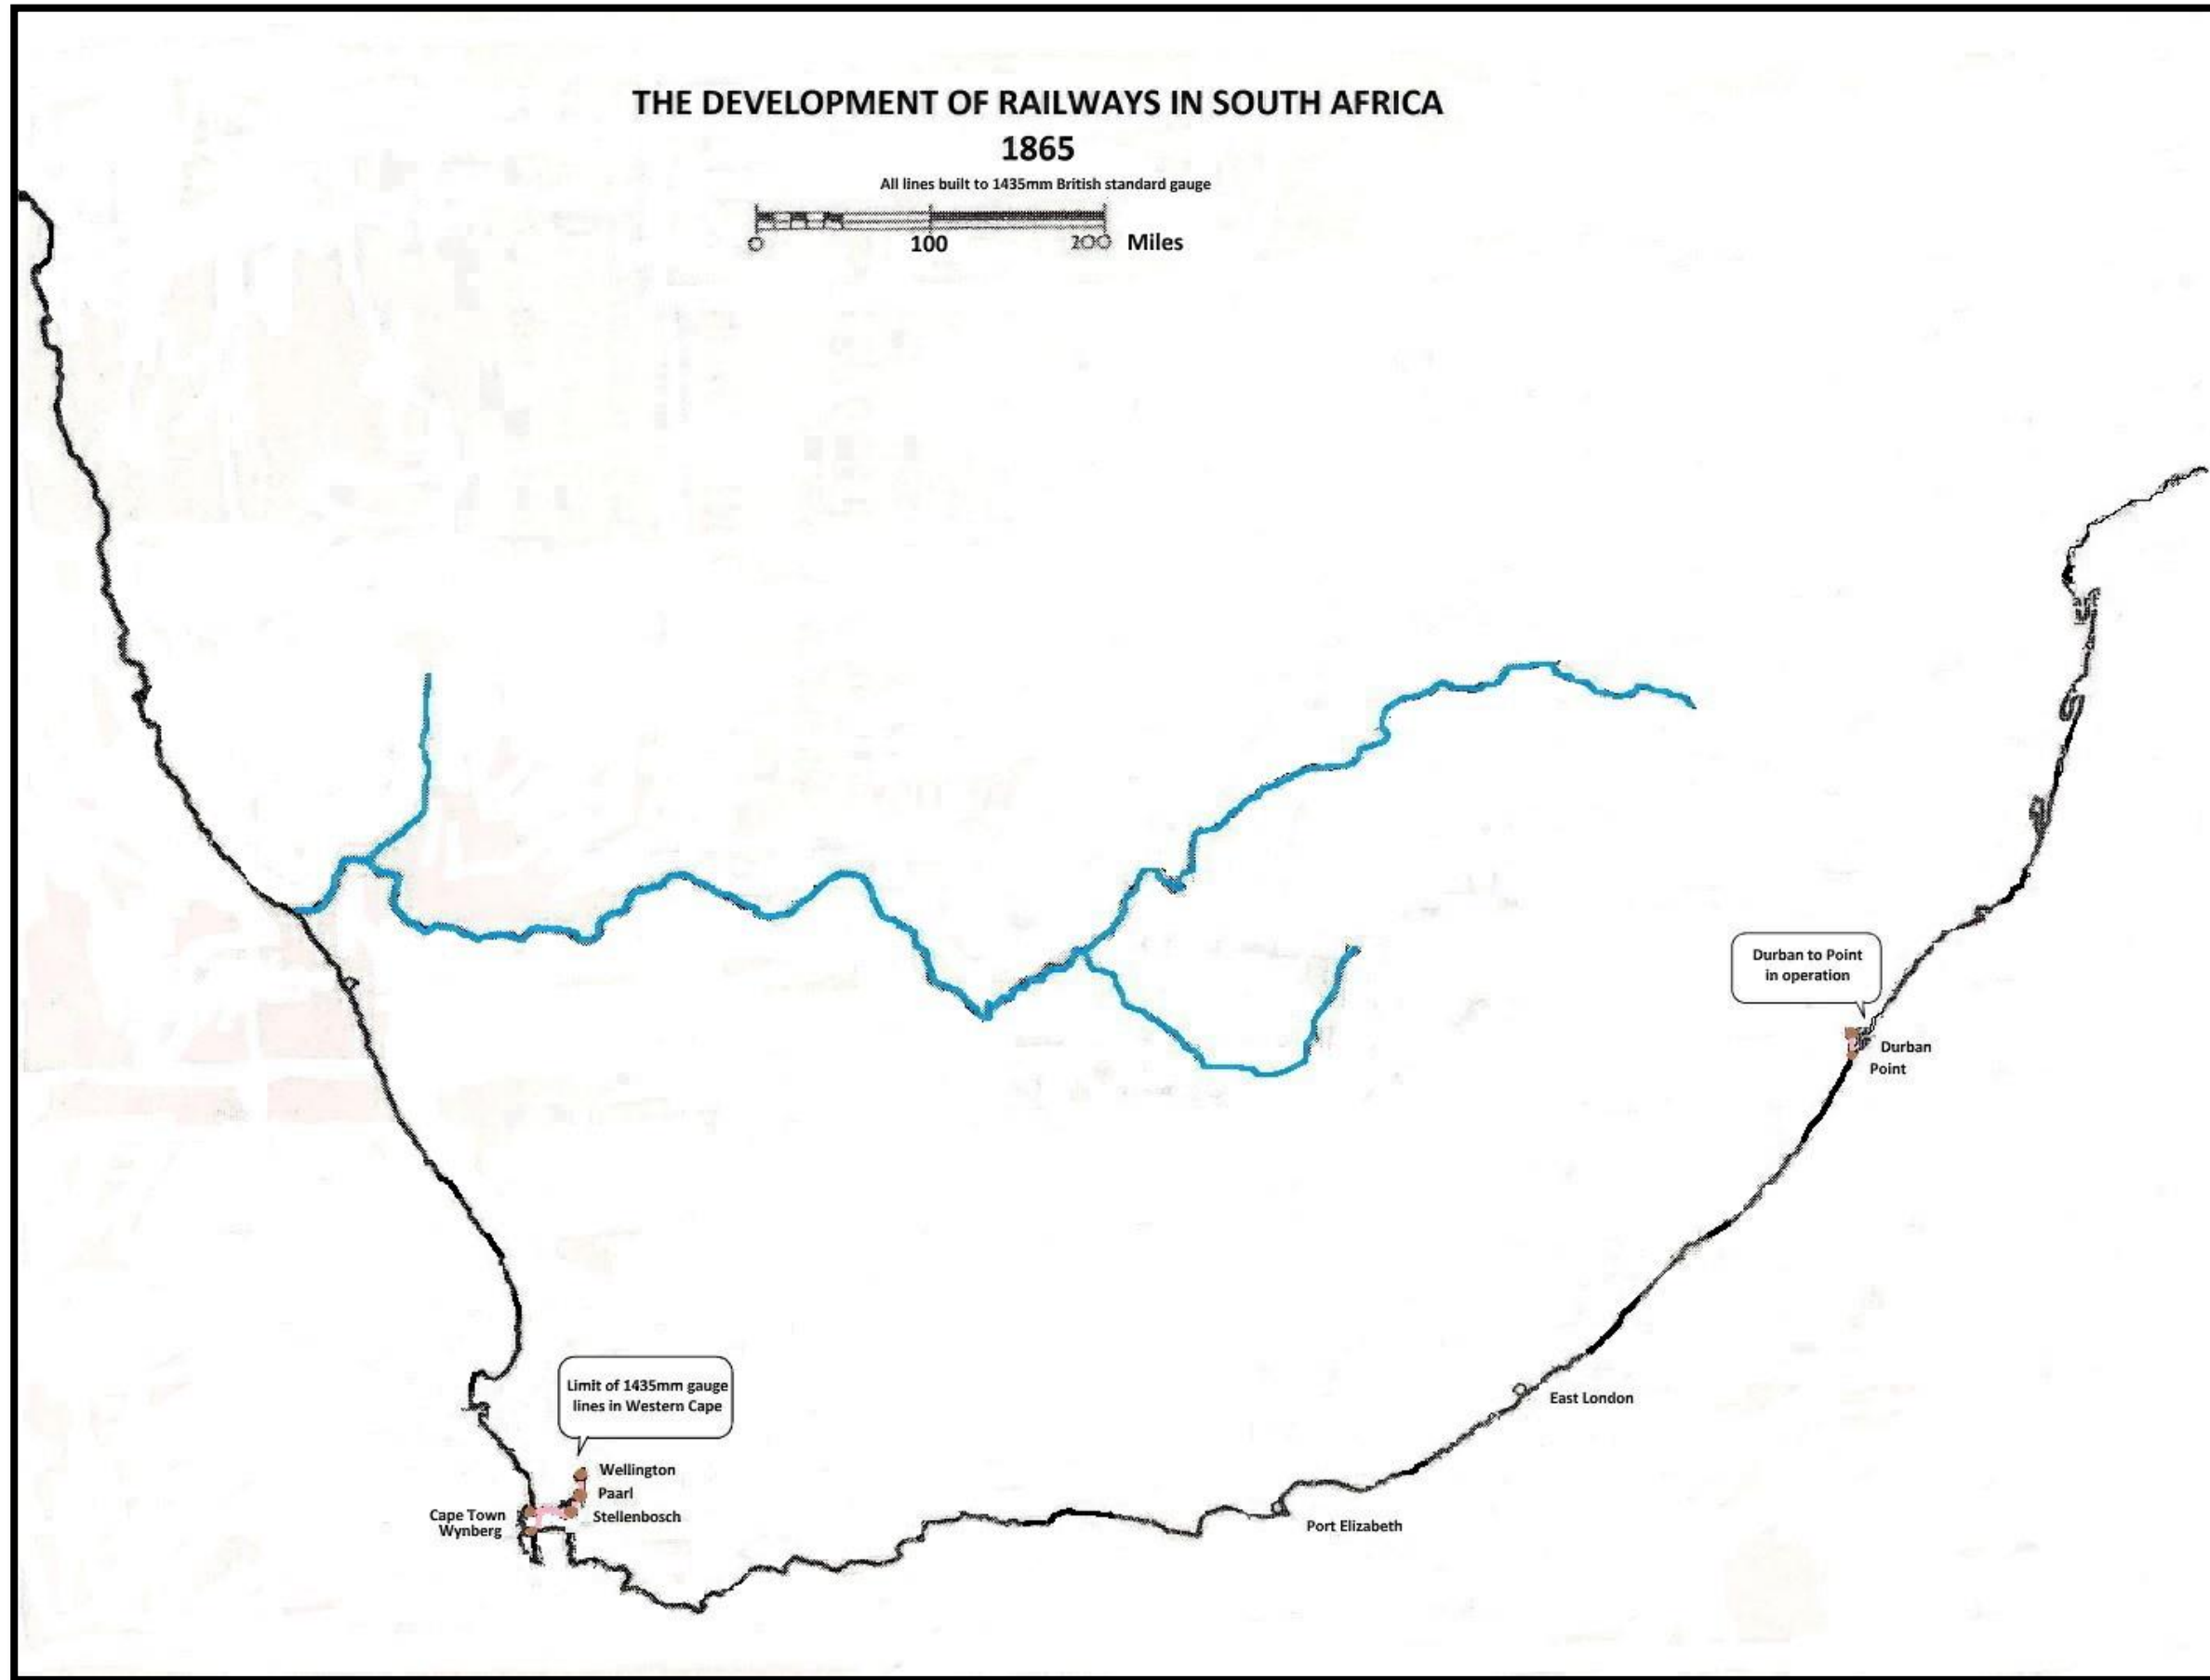 THE DEVELOPMENT OF RAILWAYS IN SOUTH AFRICA
1865
All lines built to 1435mm British standard gauge
0 100 200 Miles
Durban to Point
in operation
Durban
Point
Limit of 1435mm gauge
lines in Western Cape
East London
Wellington
Paarl
Stellenbosch
Cape Town
Wynberg
Port Elizabeth